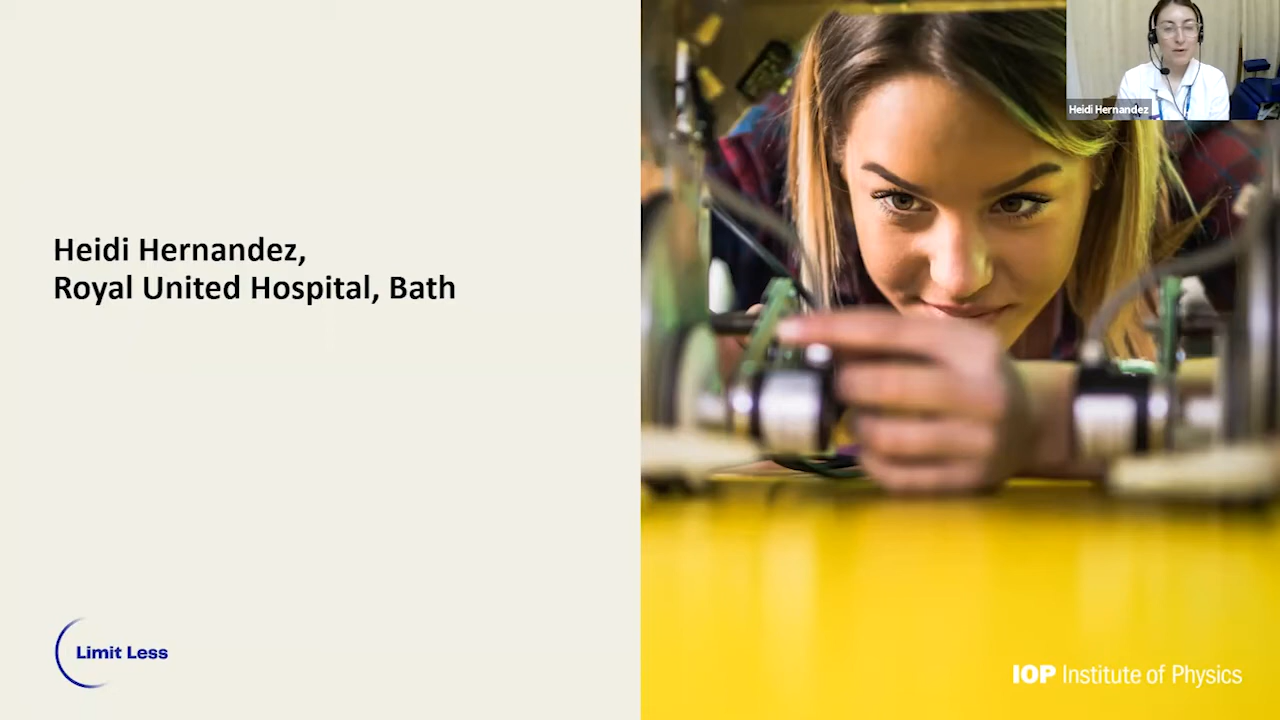 Heidi Hernandez
Heidi Hernandez,
Royal United Hospital, Bath
Limit Less
IOP Institute of Physics